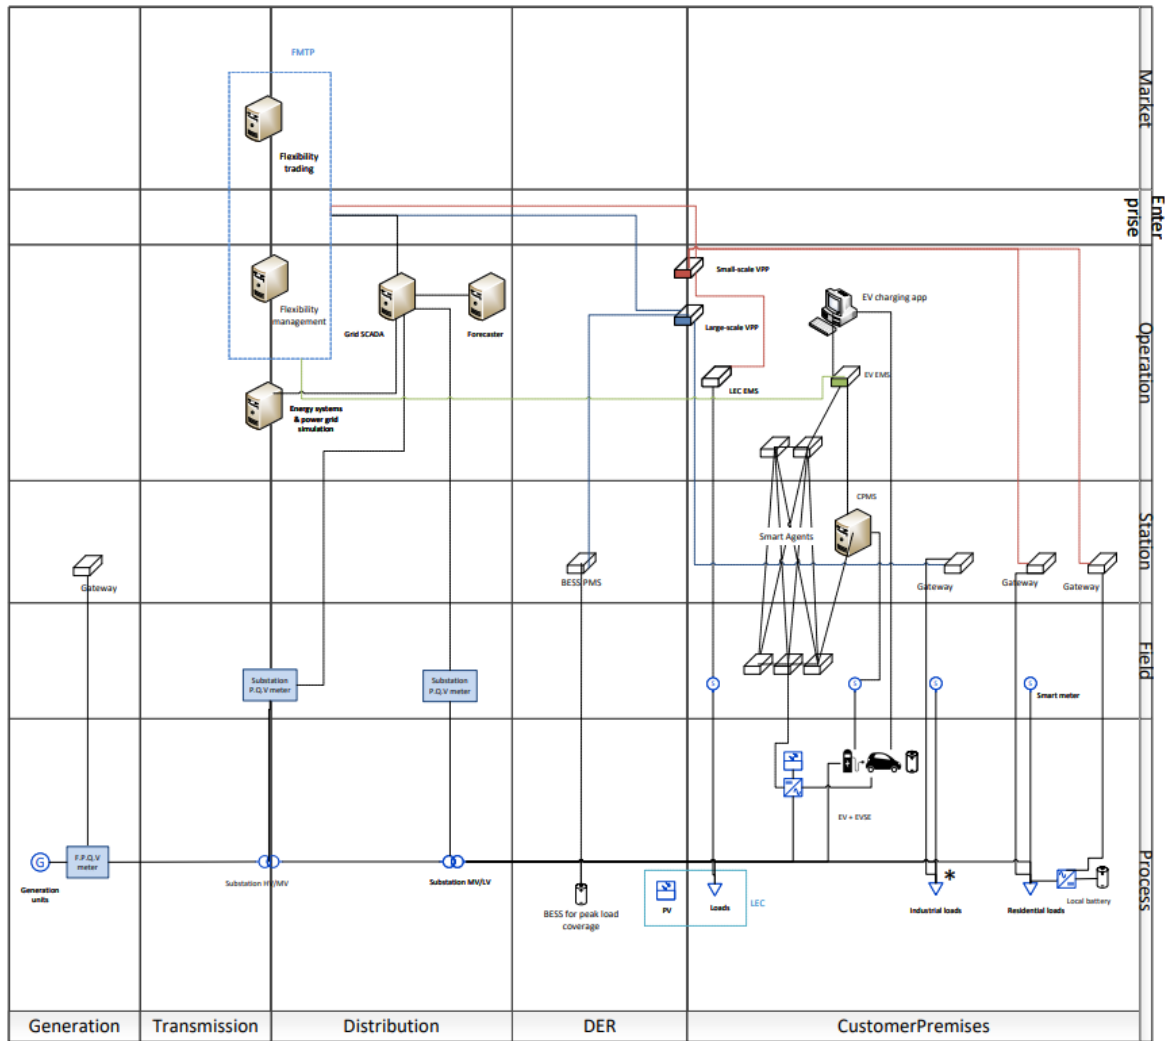 FMTP
Market
Flexibility
trading
Enter
prise
Small-scale VPP
EV charging app
Flexibility
management
Grid SCADA
Forecaster
Large-scale VPP
Operation
LEC EMS
EV EMS
Energy systems
& power grid
simulation
CPMS
Smart Agents
Station
Gateway
BESS PMS
Gateway
Gateway
Gateway
Field
Substation
P.Q.V meter
Substation
P.Q.V meter
S
S
S
S
Smart meter
EV + EVSE
Process
G
F.P.Q.V
meter
Generation
units
Substation HV/MV
Substation MV/LV
BESS for peak load
coverage
PV
Loads
LEC
*
Industrial loads
Residential loads
Local battery
Generation
Transmission
Distribution
DER
CustomerPremises